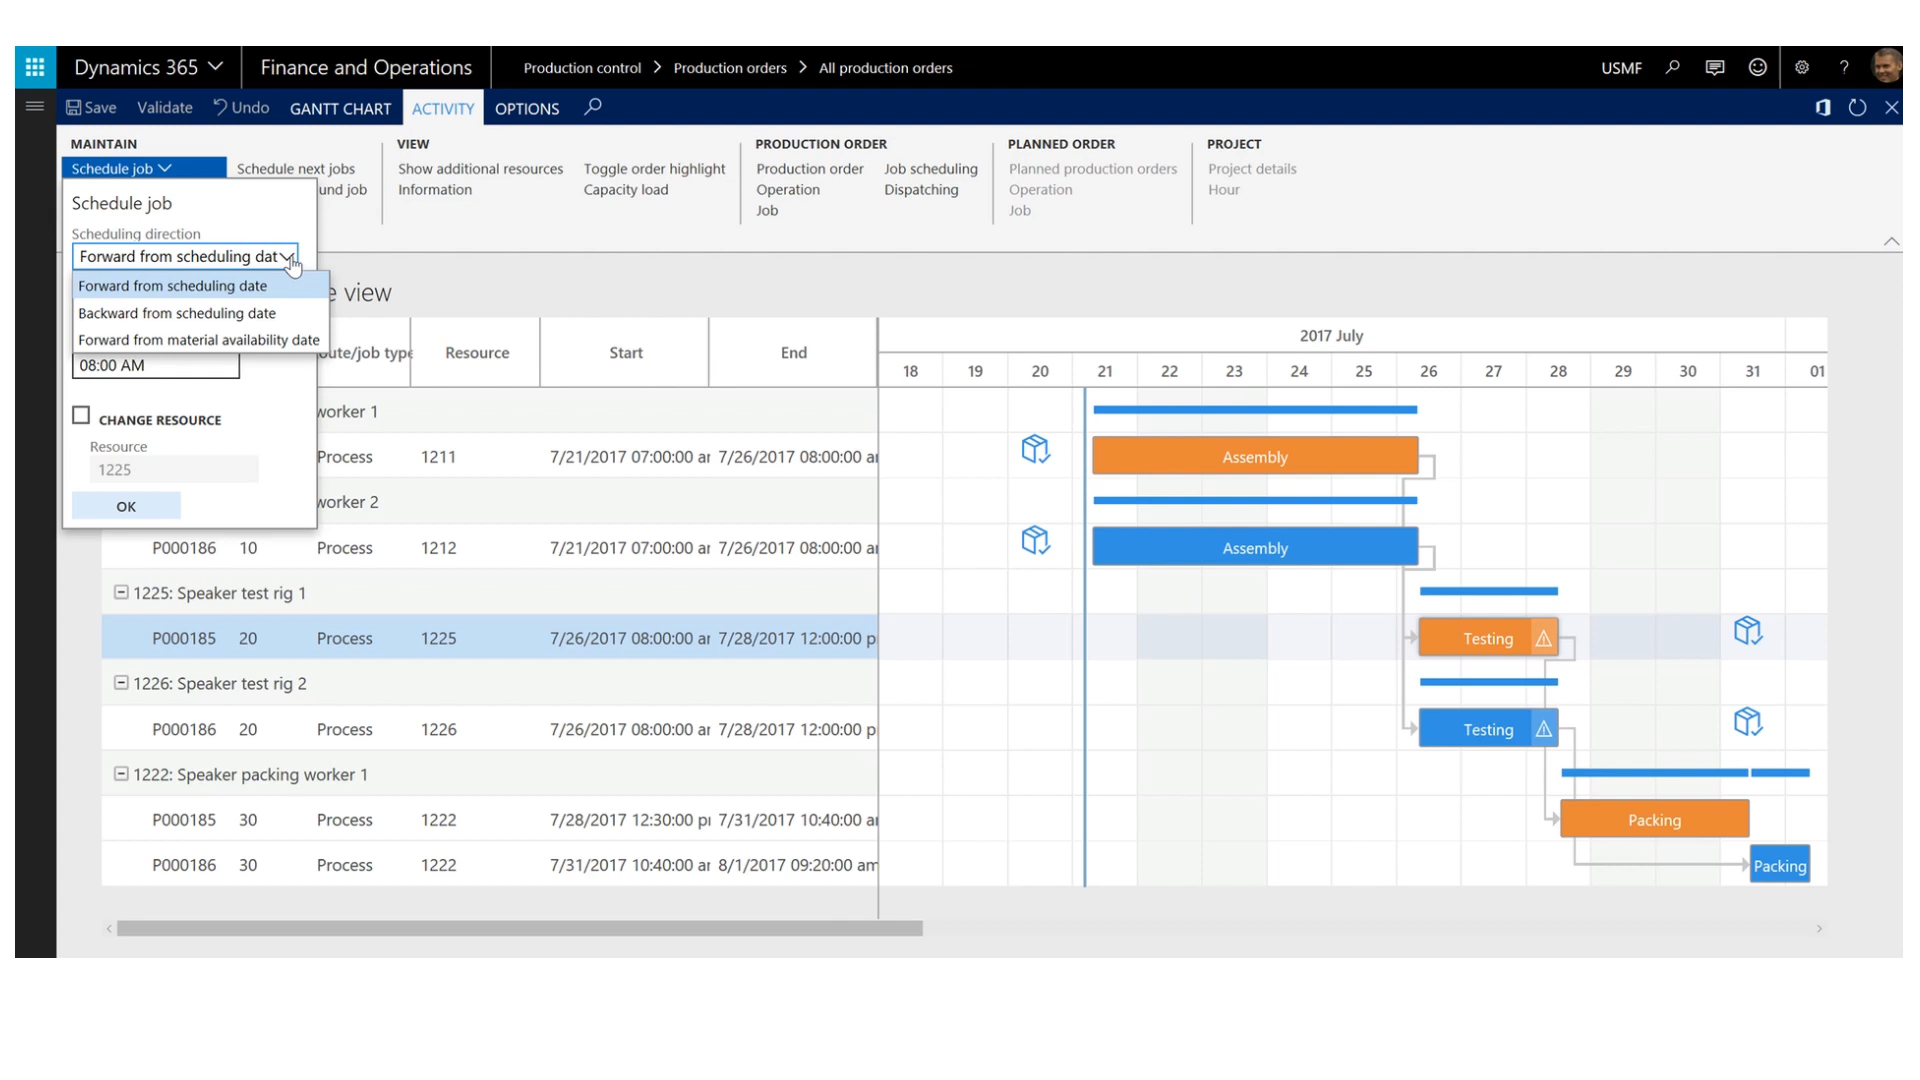 Dynamics 365
Finance and Operations
Production control > Production orders > All production orders
USMF
?
Save Validate Undo GANTT CHART ACTIVITY OPTIONS
MAINTAIN
Schedule job
Schedule next jobs
und job
VIEW
Show additional resources
Information
Toggle order highlight
Capacity load
PRODUCTION ORDER
Production order
Operation
Job
Job scheduling
Dispatching
PLANNED ORDER
Planned production orders
Operation
Job
PROJECT
Project details
Hour
Schedule job
Scheduling direction
Forward from scheduling dat
Forward from scheduling date
Backward from scheduling date
Forward from material availability date
08:00 AM
CHANGE RESOURCE
Resource
1225
OK
e view
oute/job type Resource Start End
2017 July
18 19 20 21 22 23 24 25 26 27 28 29 30 31 01
worker 1
Process 1211 7/21/2017 07:00:00 ar 7/26/2017 08:00:00 ar
Assembly
worker 2
P000186 10 Process 1212 7/21/2017 07:00:00 ar 7/26/2017 08:00:00 ar
Assembly
1225: Speaker test rig 1
P000185 20 Process 1225 7/26/2017 08:00:00 ar 7/28/2017 12:00:00 p
Testing
1226: Speaker test rig 2
P000186 20 Process 1226 7/26/2017 08:00:00 ar 7/28/2017 12:00:00 p
Testing
1222: Speaker packing worker 1
P000185 30 Process 1222 7/28/2017 12:30:00 pi 7/31/2017 10:40:00 ar
Packing
P000186 30 Process 1222 7/31/2017 10:40:00 ar 8/1/2017 09:20:00 am
Packing